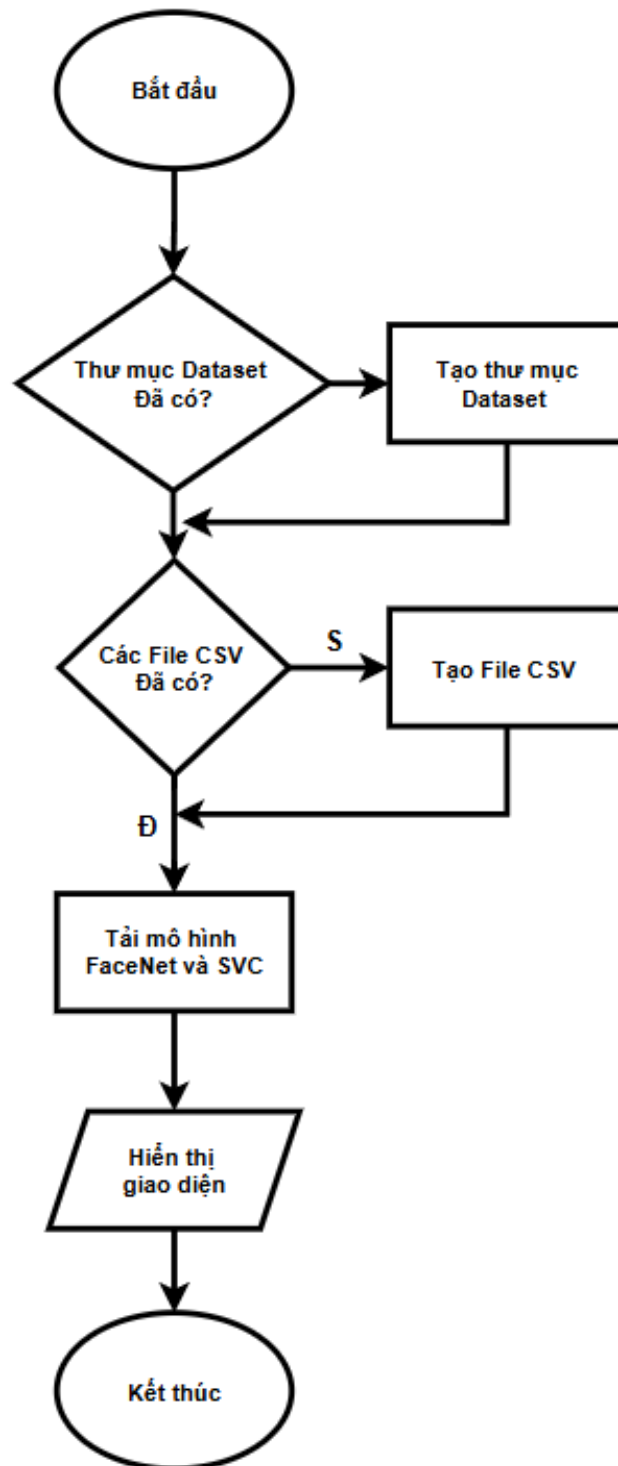 Bắt đầu
Thư mục Dataset
Đã có?
Tạo thư mục
Dataset
Các File CSV
Đã có?
S
Tạo File CSV
Đ
Tải mô hình
FaceNet và SVC
Hiển thị
giao diện
Kết thúc